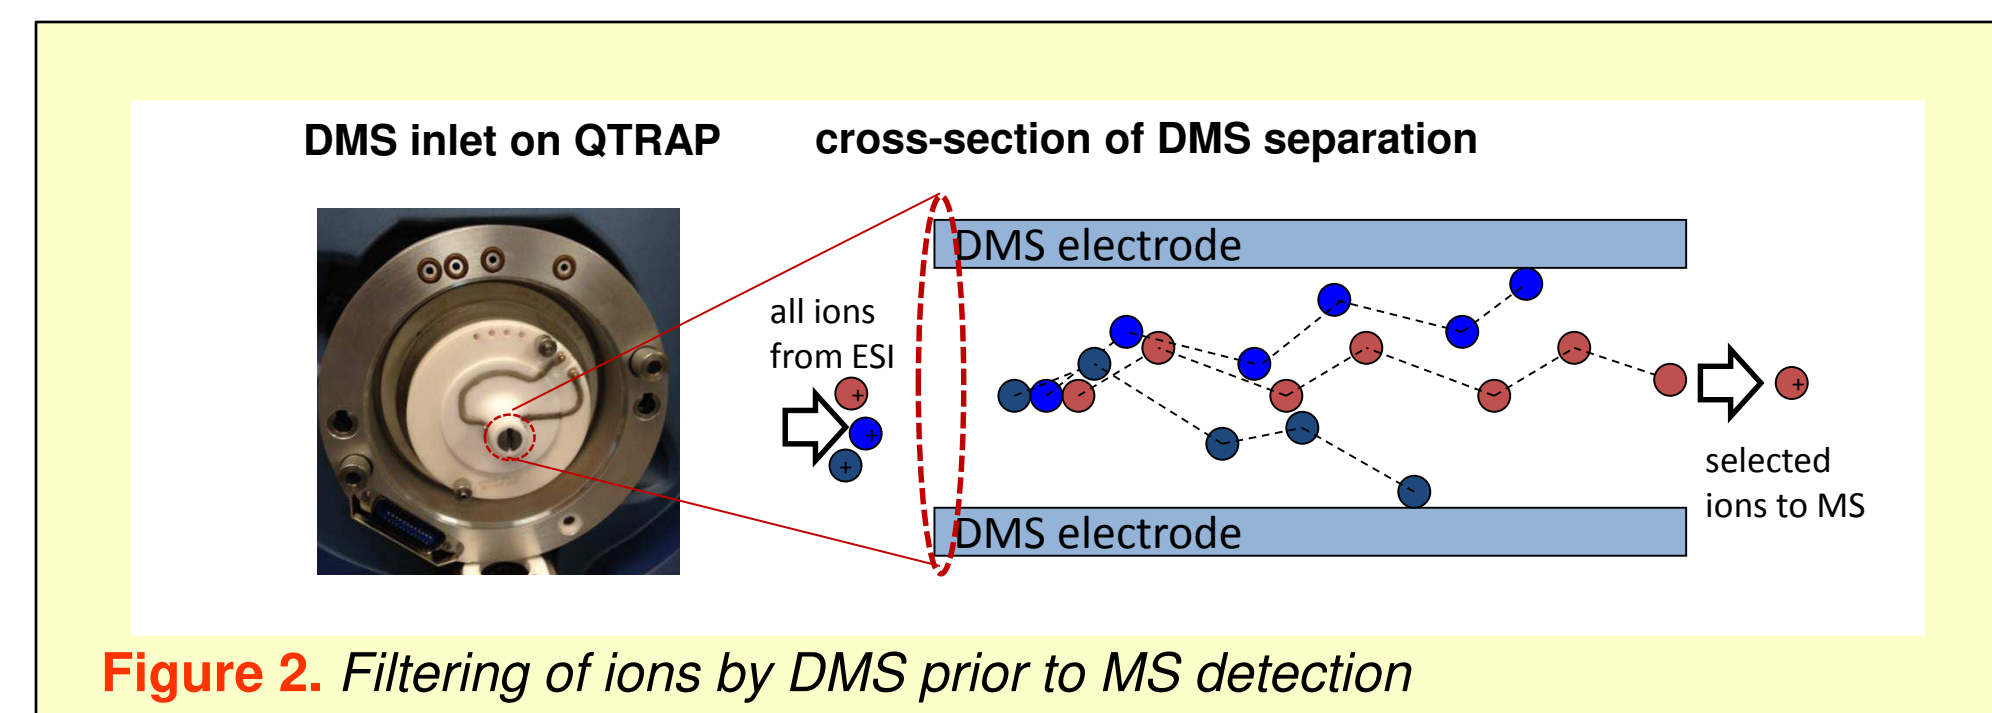 DMS inlet on QTRAP
cross-section of DMS separation
DMS electrode
all ions
from ESI
+
+
+
DMS electrode
+
selected
ions to MS
Figure 2. Filtering of ions by DMS prior to MS detection